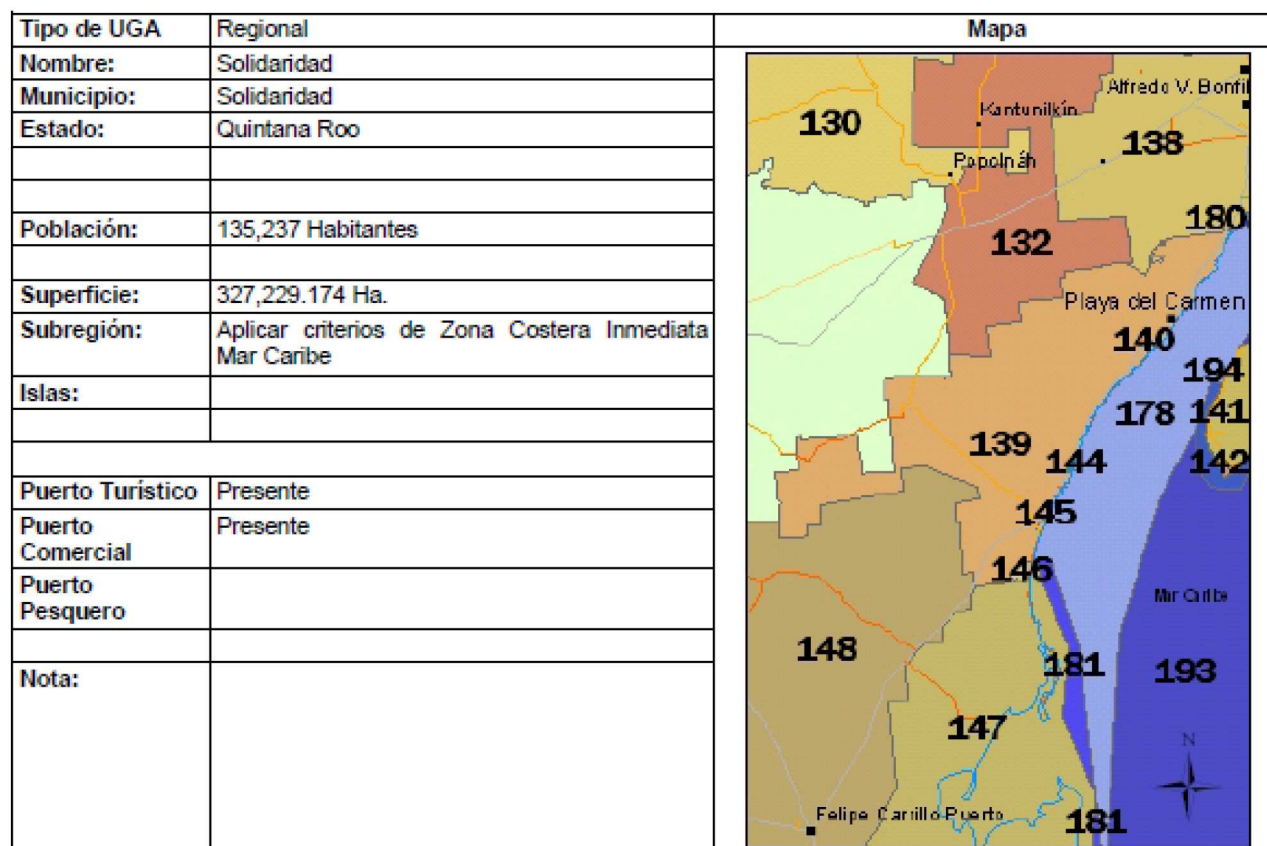 Tipo de UGA Regional Mapa
Nombre: Solidaridad
Municipio: Solidaridad
Estado: Quintana Roo
Población: 135,237 Habitantes
Superficie: 327,229.174 Ha.
Subregión: Aplicar criterios de Zona Costera Inmediata
Mar Caribe
Islas:
Puerto Turístico Presente
Puerto Presente
Comercial
Puerto
Pesquero
Nota:
Alfredo V. Bonfil
Kantunilkín
130
138
Popolnáh
180
132
Playa del Carmen
140
194
178 141
139
144 142
145
146
Mar Caribe
148
181 193
147
N
Felipe Carrillo Puerto
181